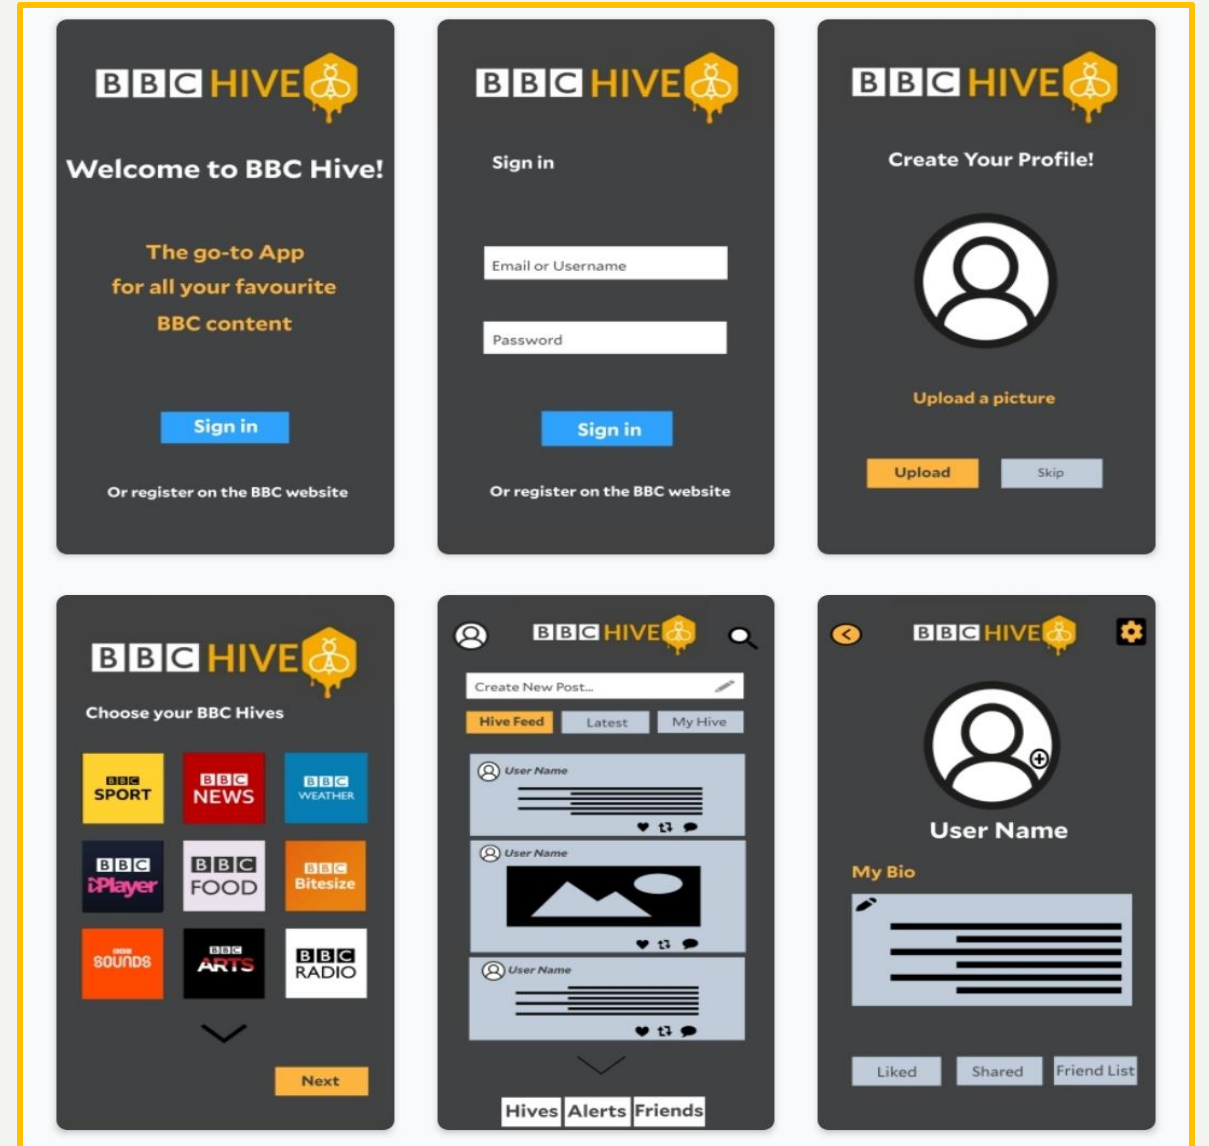 BBC HIVE
Welcome to BBC Hive!
The go-to App
for all your favourite
BBC content
Sign in
Or register on the BBC website
BBC HIVE
Sign in
Email or Username
Password
Sign in
Or register on the BBC website
BBC HIVE
Create Your Profile!
Upload a picture
Upload Skip
BBC HIVE
Choose your BBC Hives
BBC
SPORT
BBC
NEWS
BBC
WEATHER
BBC
iPlayer
BBC
FOOD
BBC
Bitesize
BBC
SOUNDS
BBC
ARTS
BBC
RADIO
Next
BBC HIVE
Create New Post...
Hive Feed Latest My Hive
User Name
User Name
User Name
Hives Alerts Friends
BBC HIVE
User Name
My Bio
Liked Shared Friend List